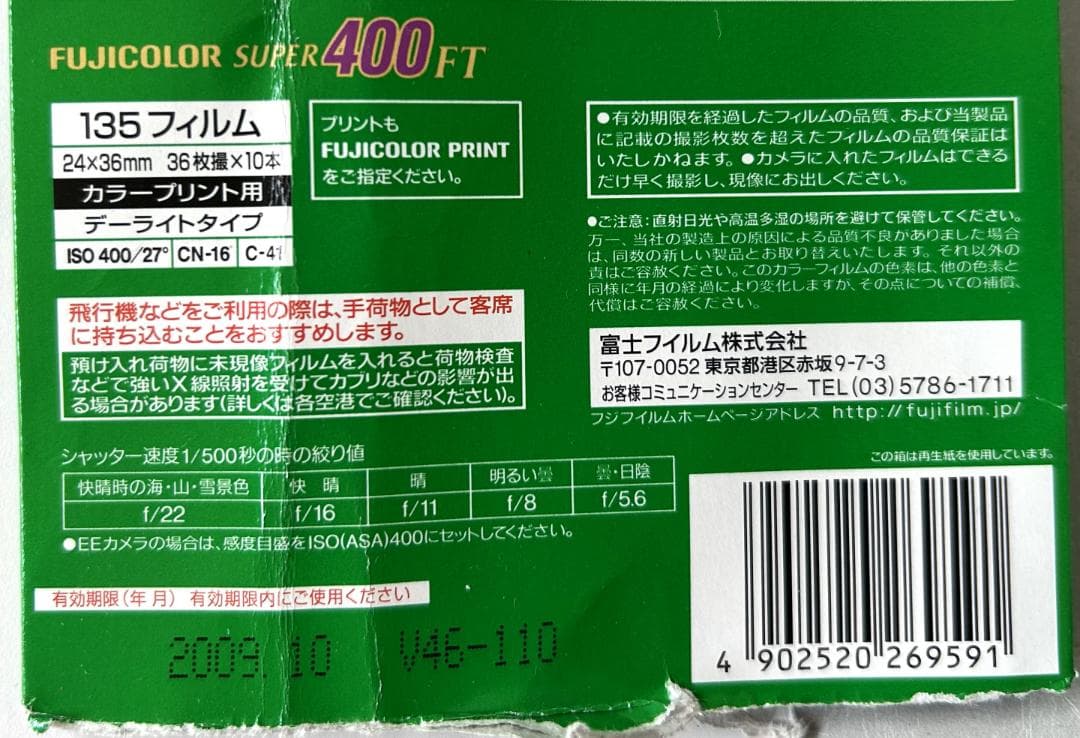 FUJICOLOR SUPER 400 FT
135フィルム
24×36mm 36枚撮×10本
カラープリント用
デーライトタイプ
ISO 400/27° CN-16 C-41
プリントも
FUJICOLOR PRINT
をご指定ください。
●有効期限を経過したフィルムの品質、および当製品
に記載の撮影枚数を超えたフィルムの品質保証は
いたしかねます。●カメラに入れたフィルムはできる
だけ早く撮影し、現像にお出しください。
●ご注意:直射日光や高温多湿の場所を避けて保管してください。
万一、当社の製造上の原因による品質不良がありました場合
は、同数の新しい製品とお取り替えいたします。それ以外の
責はご容赦ください。このカラーフィルムの色素は、他の色素と
同様に年月の経過により変化しますが、その点についての補償、
代償はご容赦ください。
飛行機などをご利用の際は、手荷物として客席
に持ち込むことをおすすめします。
預け入れ荷物に未現像フィルムを入れると荷物検査
などで強いX線照射を受けてカブリなどの影響が出
る場合があります(詳しくは各空港でご確認ください)。
富士フイルム株式会社
〒107-0052 東京都港区赤坂9-7-3
お客様コミュニケーションセンター TEL(03)5786-1711
フジフイルムホームページアドレス http://fujifilm.jp/
シャッター速度1/500秒の時の絞り値
快晴時の海・山・雪景色 快晴 晴 明るい曇 曇・日陰
f/22 f/16 f/11 f/8 f/5.6
●EEカメラの場合は、感度目盛をISO(ASA)400にセットしてください。
この箱は再生紙を使用しています。
有効期限(年月) 有効期限内にご使用ください
2009.10 V46-110
4 902520 269591